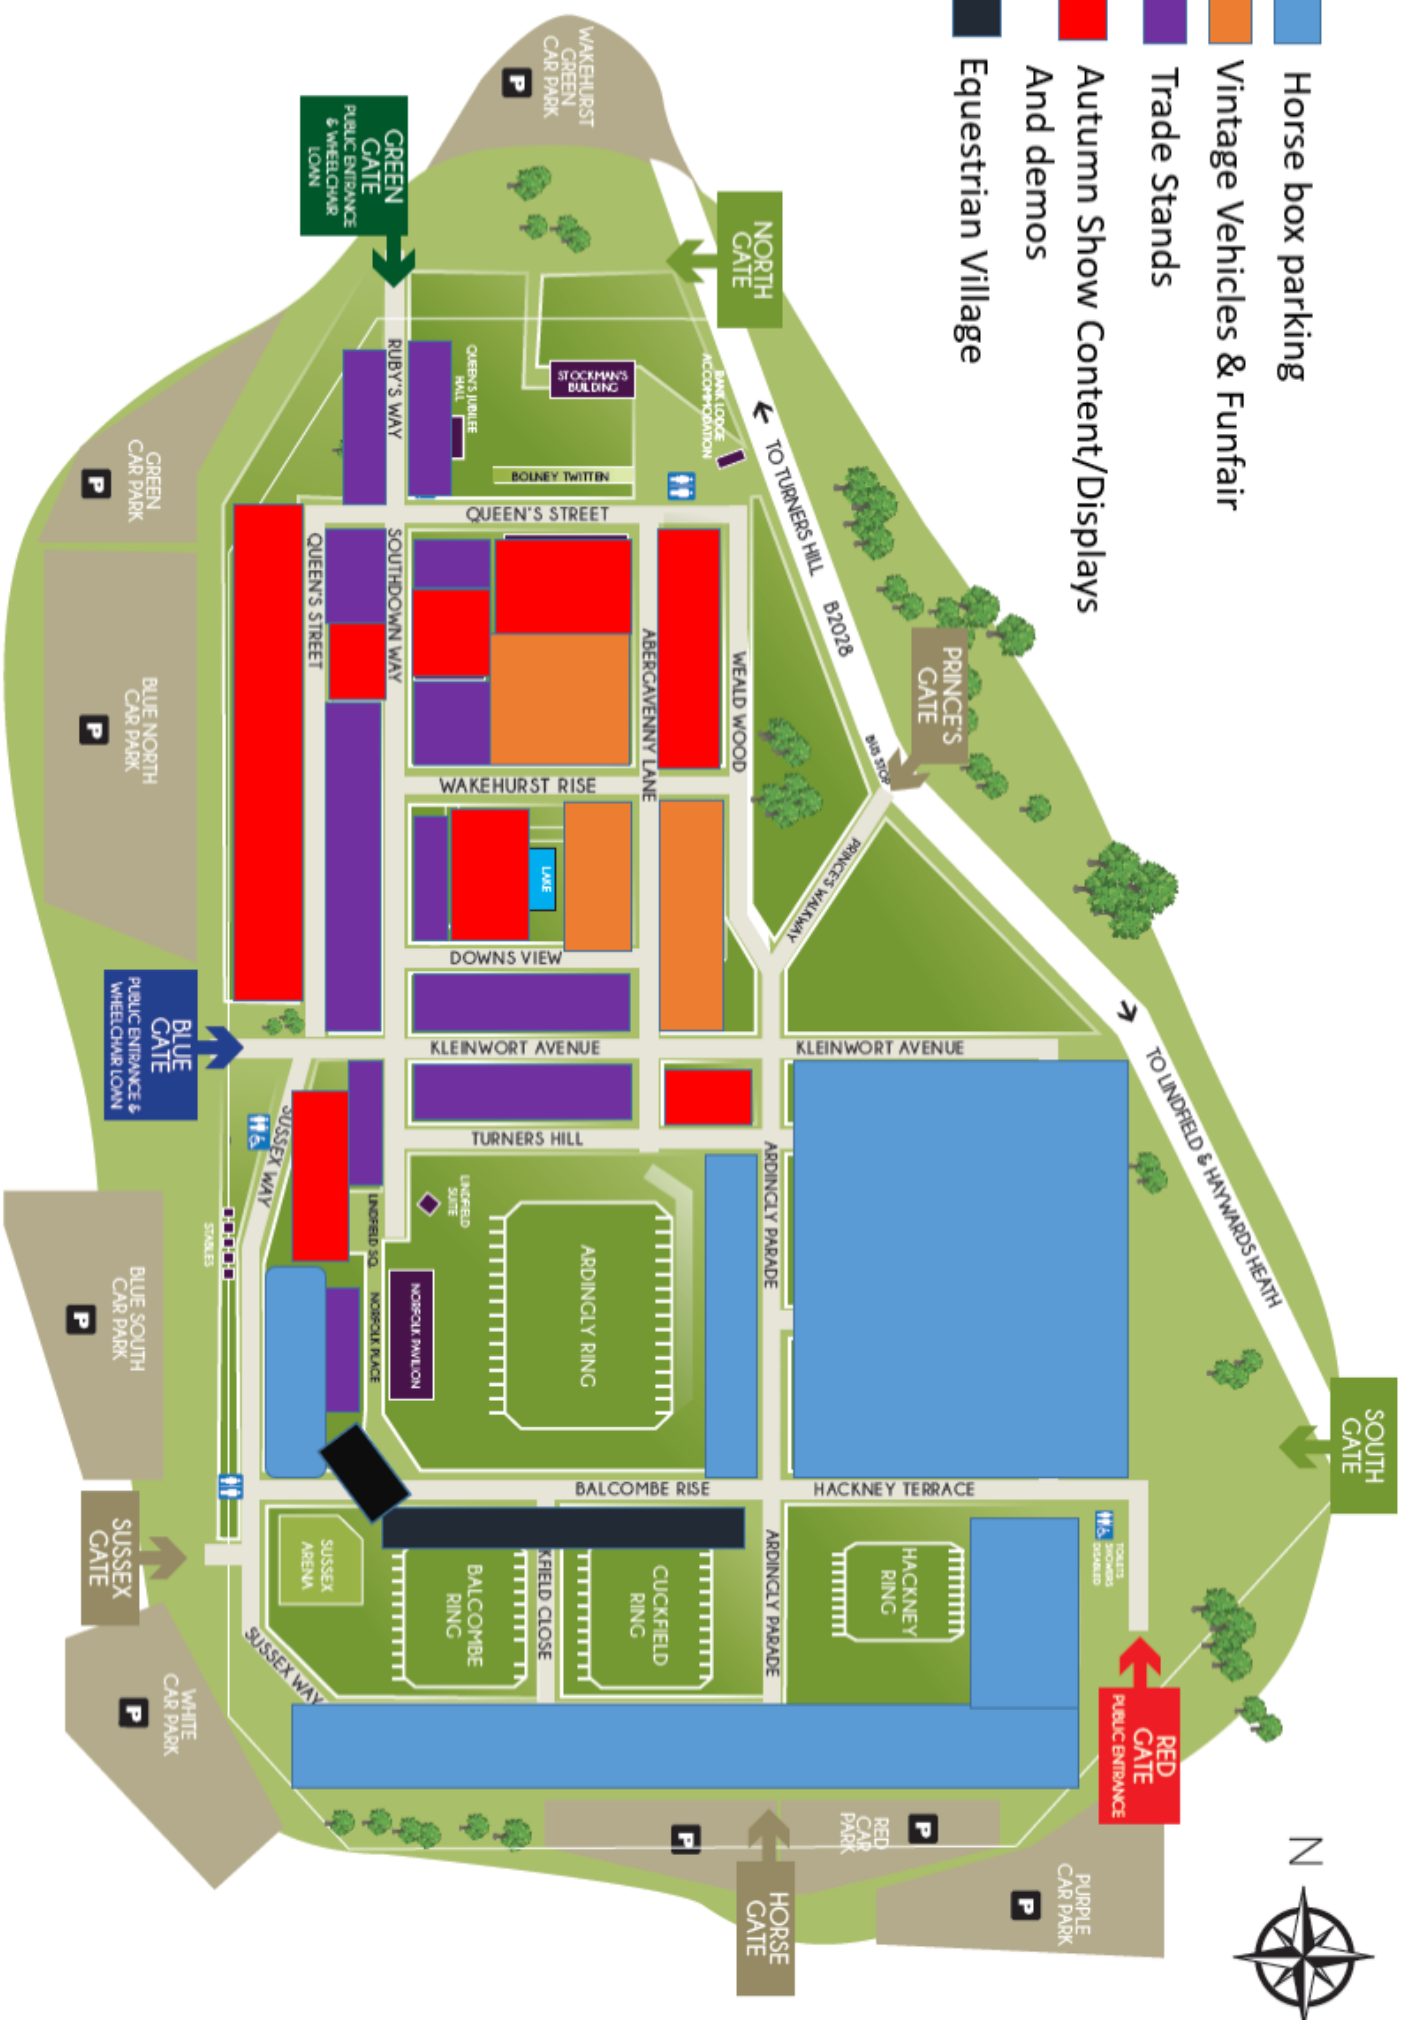 Horse box parking
Vintage Vehicles & Funfair
Trade Stands
Autumn Show Content/Displays
And demos
Equestrian Village
WAKEHURST
GREEN
CAR PARK
P
GREEN
GATE
PUBLIC ENTRANCE
& WHEELCHAIR
LOAN
NORTH
GATE
STOCKMAN'S
BUILDING
BANK LODGE
ACCOMMODATION
QUEEN'S JUBILEE
HALL
RUBY'S WAY
BOLNEY TWITTEN
TO TURNERS HILL
B2028
GREEN
CAR PARK
P
QUEEN'S STREET
QUEEN'S STREET
SOUTHDOWN WAY
ABERGAVENNY LANE
WEALD WOOD
PRINCE'S
GATE
BUS STOP
PRINCE'S WALKWAY
BLUE NORTH
CAR PARK
P
WAKEHURST RISE
LAKE
DOWNS VIEW
BLUE
GATE
PUBLIC ENTRANCE &
WHEELCHAIR LOAN
KLEINWORT AVENUE
KLEINWORT AVENUE
TO LINDFIELD & HAYWARDS HEATH
TURNERS HILL
SUSSEX WAY
STABLES
LINDFIELD SQ.
LINDFIELD
SUITE
NORFOLK PLACE
NORFOLK PAVILION
ARDINGLY RING
ARDINGLY PARADE
BLUE SOUTH
CAR PARK
P
SOUTH
GATE
BALCOMBE RISE
HACKNEY TERRACE
SUSSEX
GATE
SUSSEX
ARENA
BALCOMBE
RING
KFIELD CLOSE
CUCKFIELD
RING
ARDINGLY PARADE
HACKNEY
RING
TOILETS
SHOWERS
DISABLED
SUSSEX WAY
WHITE
CAR PARK
P
RED
GATE
PUBLIC ENTRANCE
RED
CAR
PARK
P
P
HORSE
GATE
PURPLE
CAR PARK
P
N